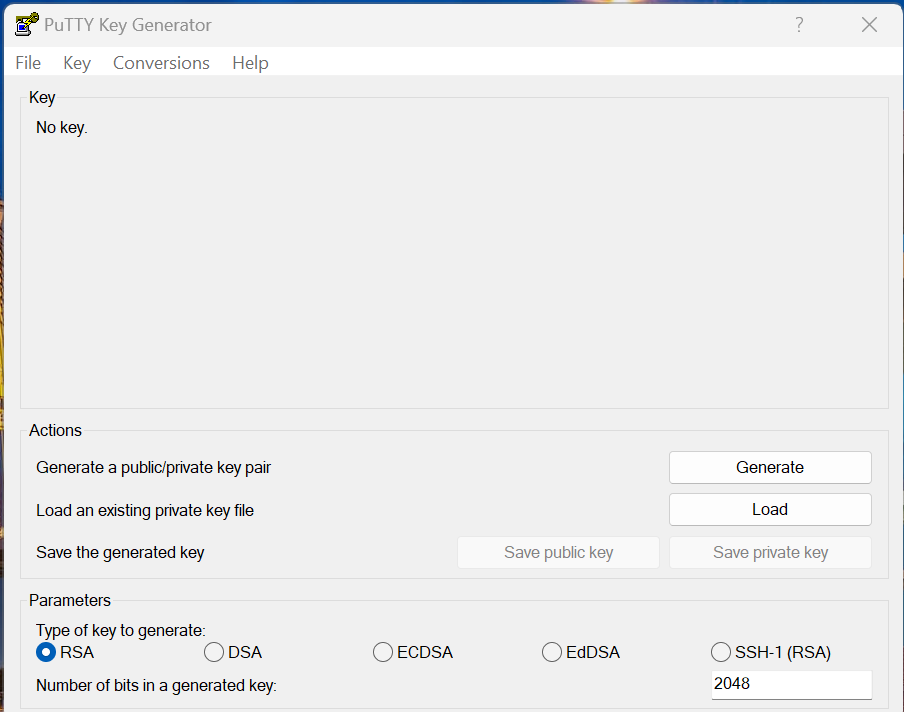 PuTTY Key Generator ?
File Key Conversions Help
Key
No key.
Actions
Generate a public/private key pair Generate
Load an existing private key file Load
Save the generated key Save public key Save private key
Parameters
Type of key to generate:
RSA DSA ECDSA EdDSA SSH-1 (RSA)
Number of bits in a generated key: 2048